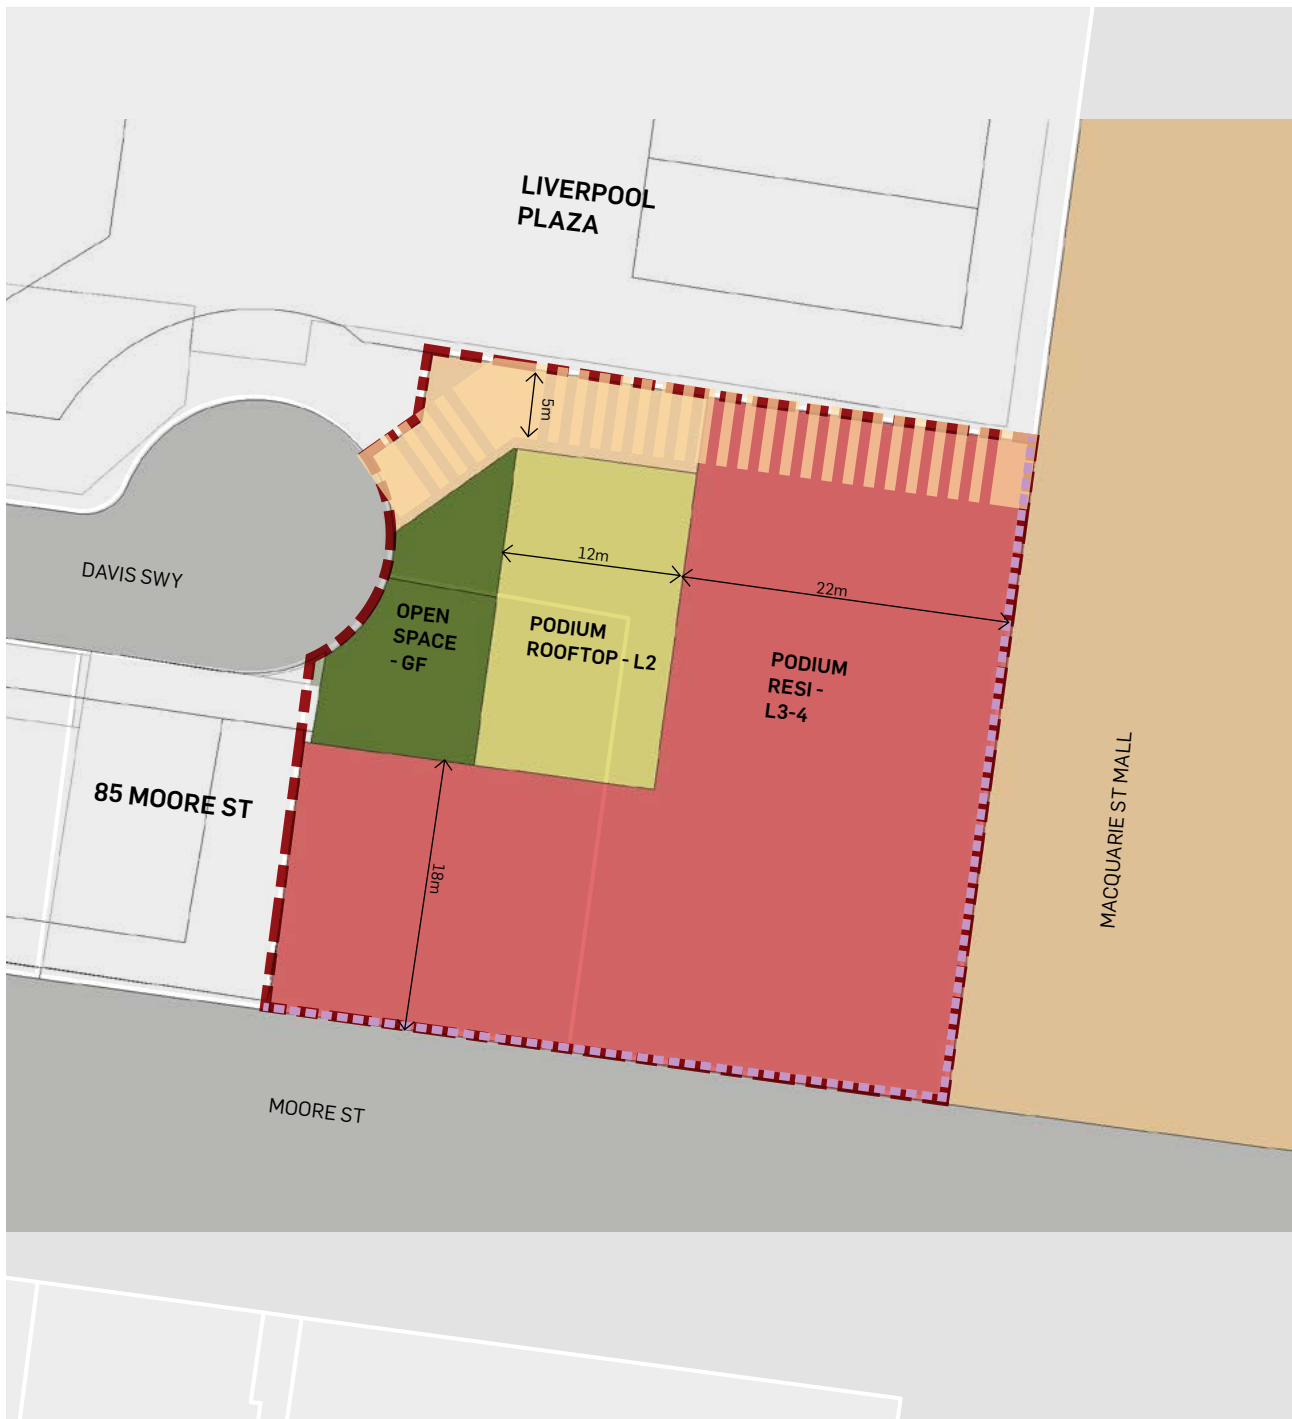 LIVERPOOL
PLAZA
5m
12m
22m
DAVIS SWY
OPEN
SPACE
- GF
PODIUM
ROOFTOP - L2
PODIUM
RESI -
L3-4
85 MOORE ST
18m
MACQUARIE ST MALL
MOORE ST